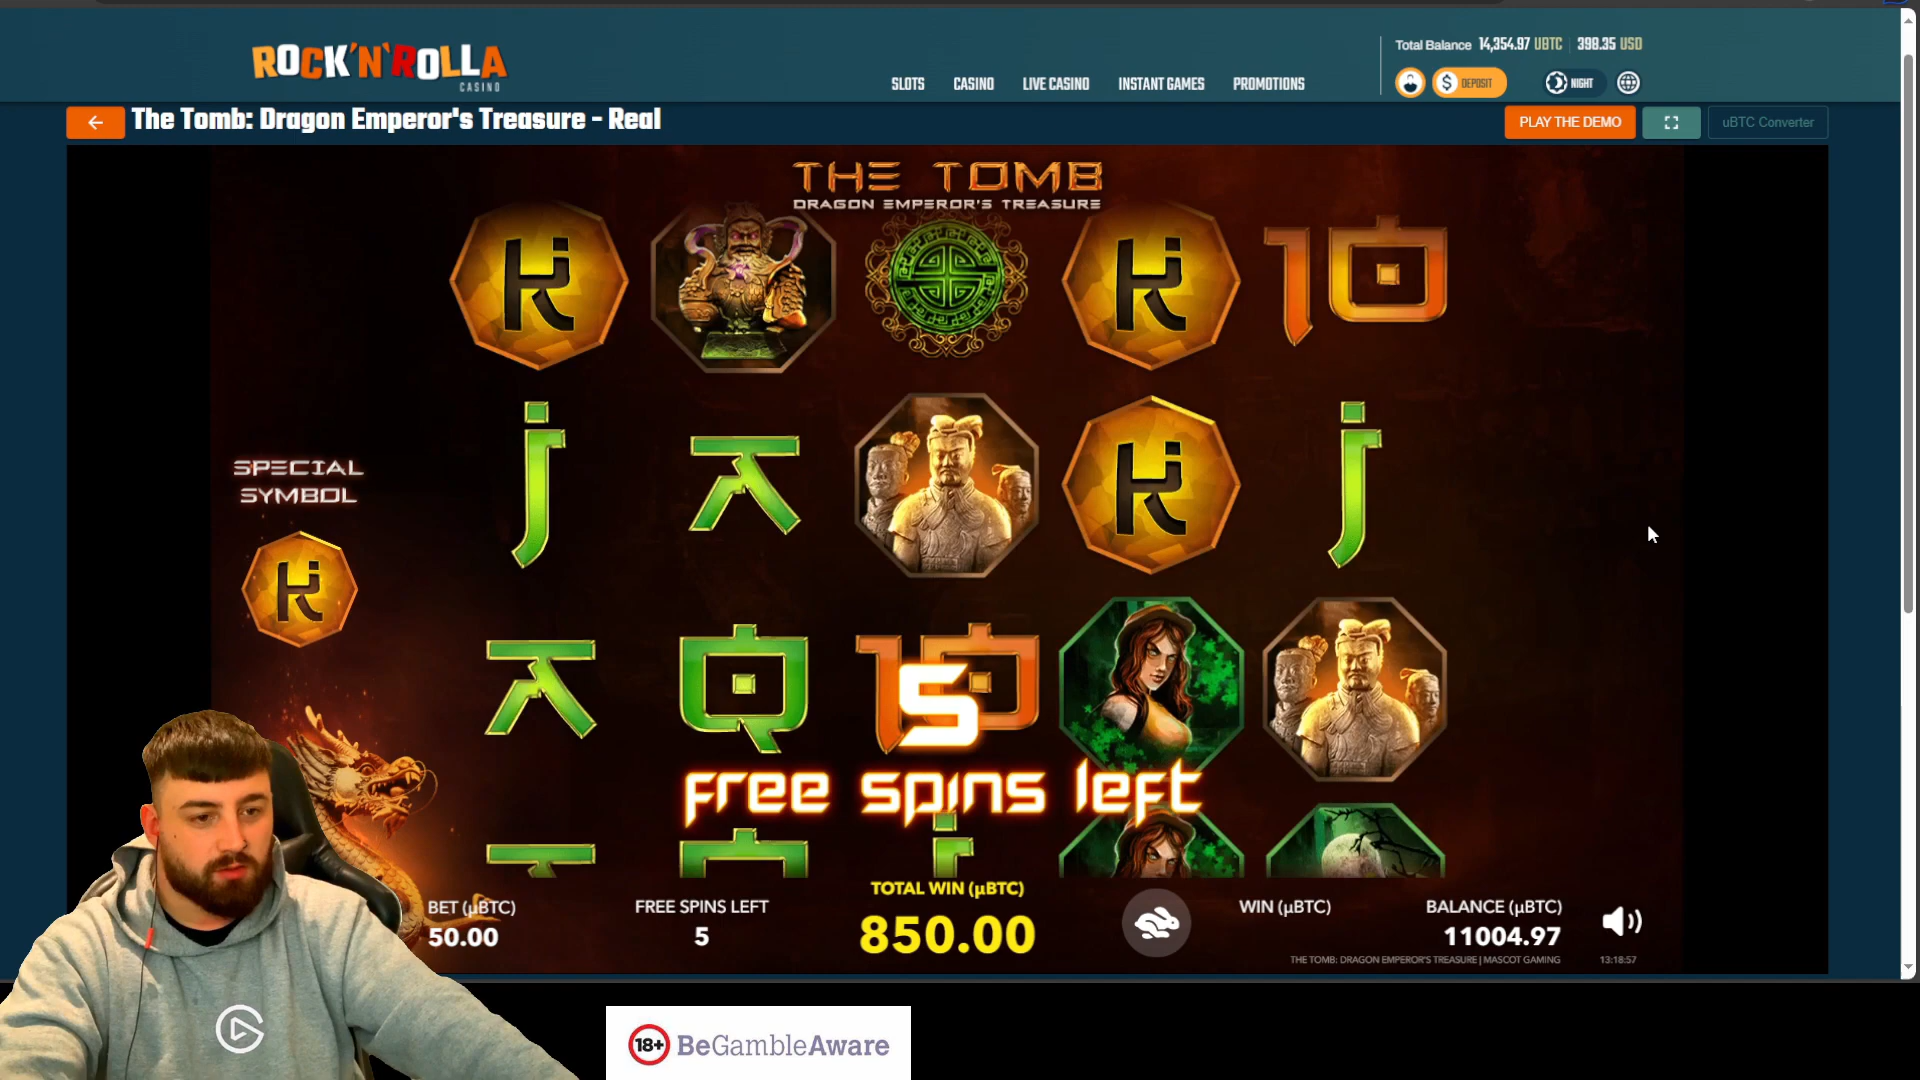 ROCK'N'ROLLA
CASINO
SLOTS CASINO LIVE CASINO INSTANT GAMES PROMOTIONS
Total Balance 14,354.97 UBTC 398.35 USD
$ DEPOSIT NIGHT
The Tomb: Dragon Emperor's Treasure - Real
PLAY THE DEMO
uBTC Converter
THE TOMB
DRAGON EMPEROR'S TREASURE
K K 10
J A K J
SPECIAL
SYMBOL
K
A Q 10
5
free spins left
BET (µBTC)
50.00
FREE SPINS LEFT
5
TOTAL WIN (µBTC)
850.00
WIN (µBTC)
BALANCE (µBTC)
11004.97
THE TOMB: DRAGON EMPEROR'S TREASURE | MASCOT GAMING
13:18:57
18+ BeGambleAware